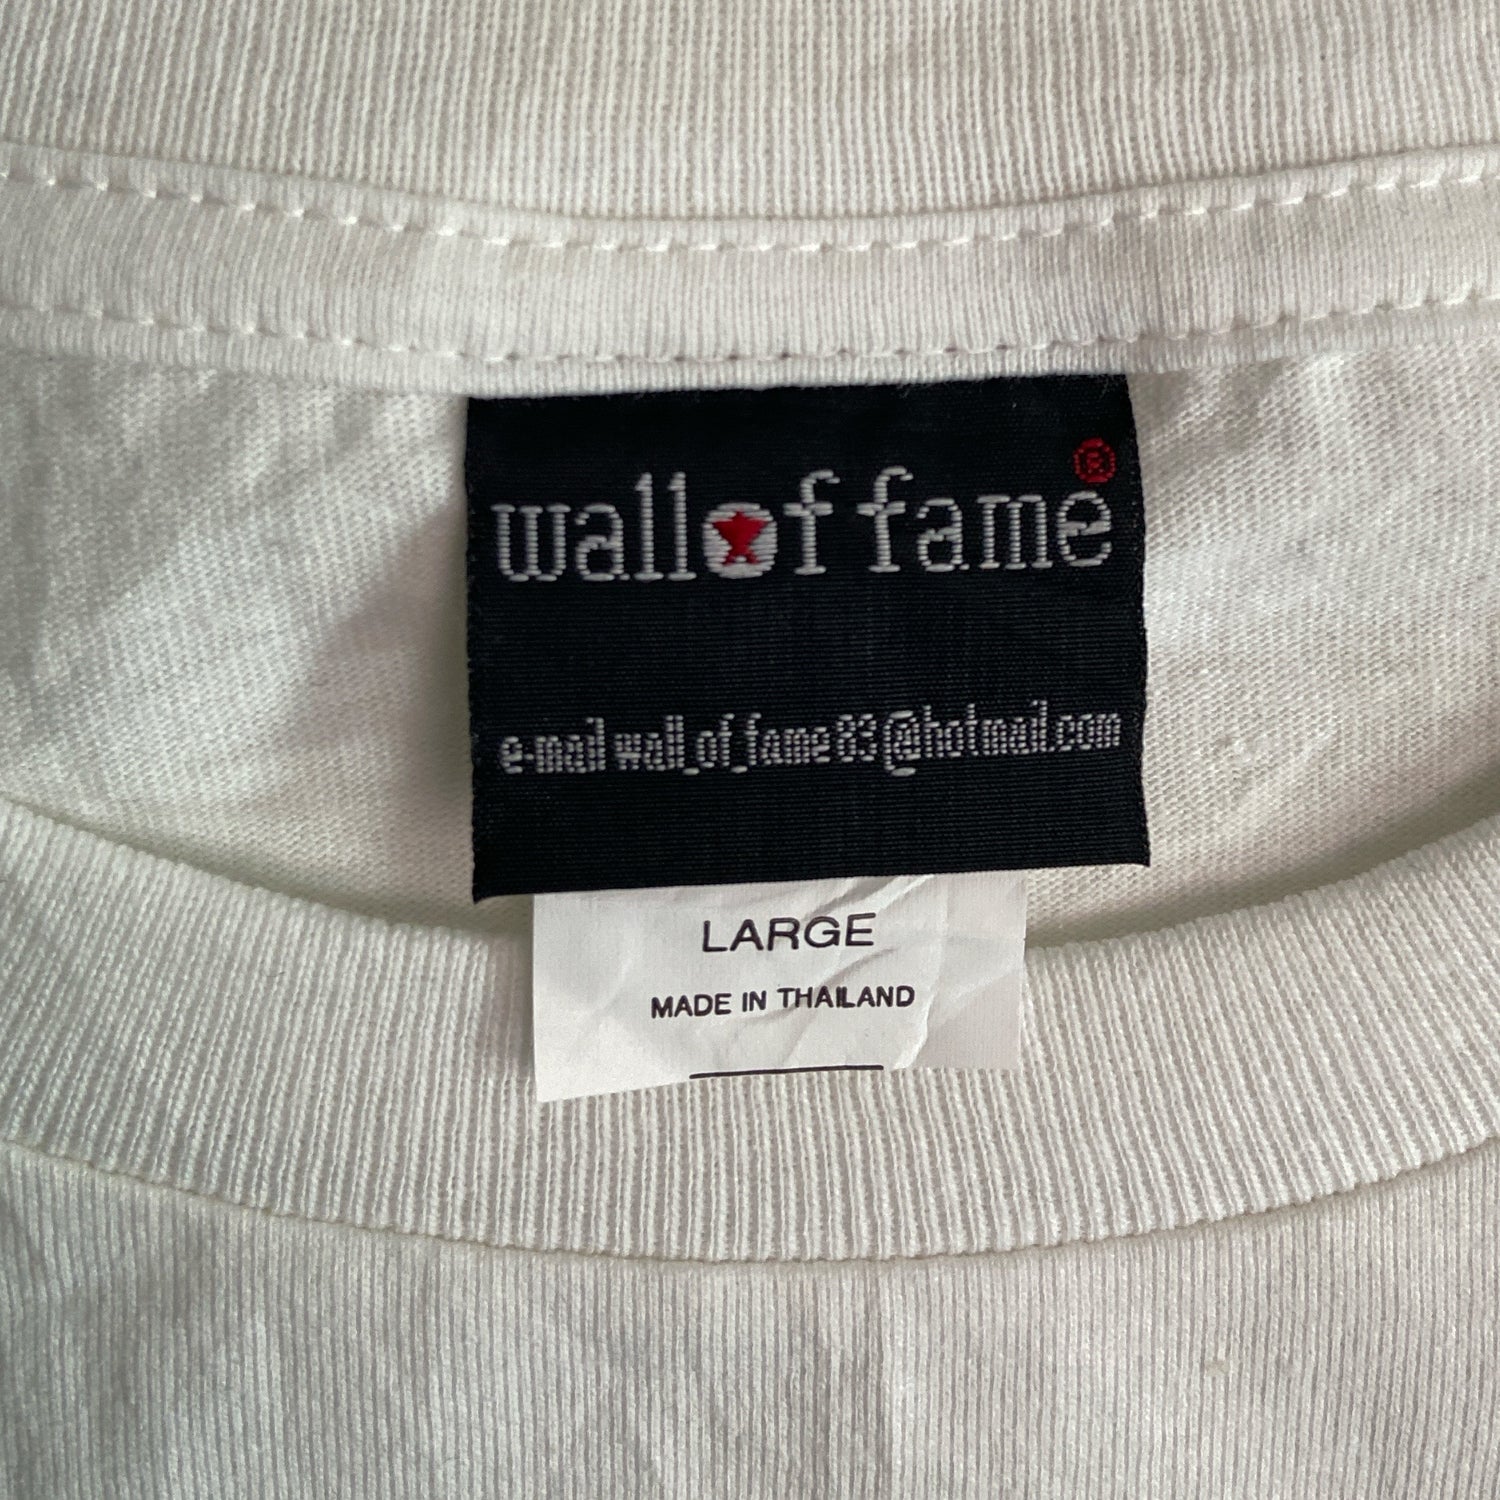 wall of fame ®
e-mail wall_of_fame83@hotmail.com
LARGE
MADE IN THAILAND